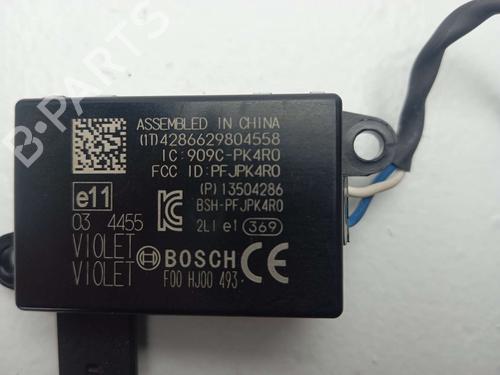 ASSEMBLED IN CHINA
(1T)4286629804558
IC:909C-PK4R0
FCC ID:PFJPK4R0
(P)13504286
BSH-PFJPK4R0
2LI e1 369
e11
03 4455
VIOLET
VIOLET
BOSCH
F00 HJ00 493
CE
B-PARTS